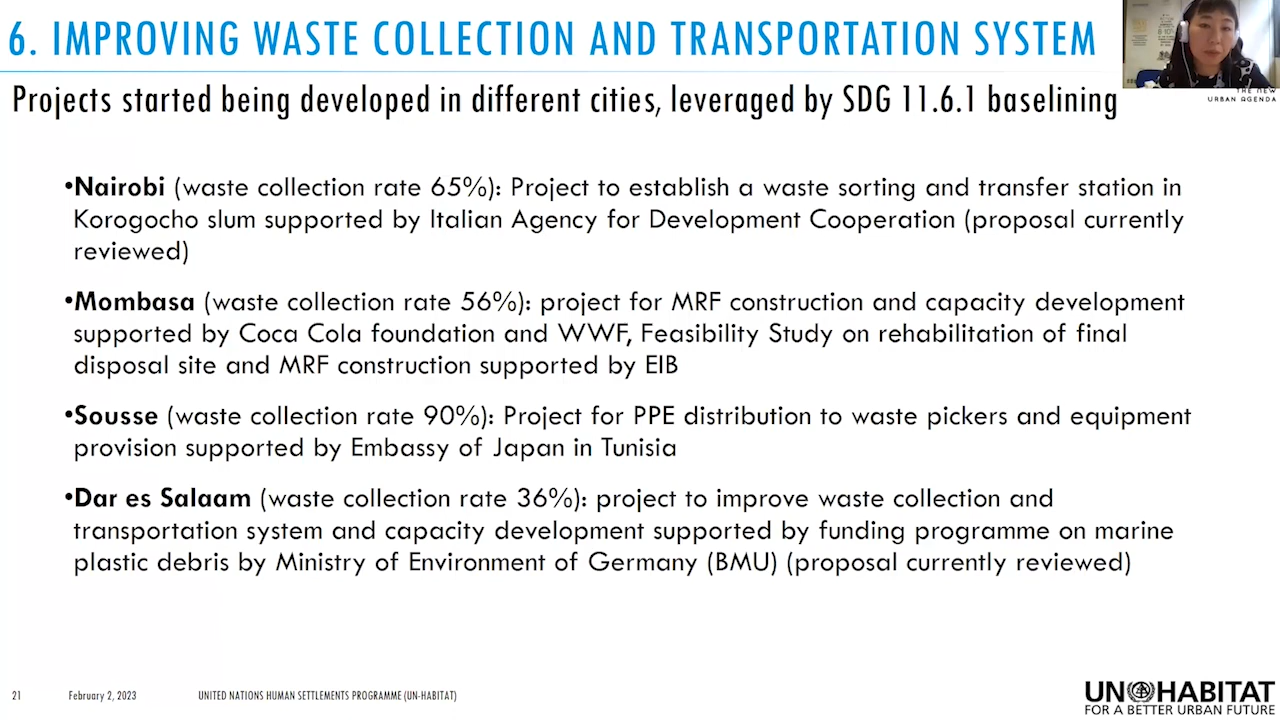 6. IMPROVING WASTE COLLECTION AND TRANSPORTATION SYSTEM
Projects started being developed in different cities, leveraged by SDG 11.6.1 baselining
THE NEW
URBAN AGENDA
•Nairobi (waste collection rate 65%): Project to establish a waste sorting and transfer station in
Korogocho slum supported by Italian Agency for Development Cooperation (proposal currently
reviewed)
•Mombasa (waste collection rate 56%): project for MRF construction and capacity development
supported by Coca Cola foundation and WWF, Feasibility Study on rehabilitation of final
disposal site and MRF construction supported by EIB
•Sousse (waste collection rate 90%): Project for PPE distribution to waste pickers and equipment
provision supported by Embassy of Japan in Tunisia
•Dar es Salaam (waste collection rate 36%): project to improve waste collection and
transportation system and capacity development supported by funding programme on marine
plastic debris by Ministry of Environment of Germany (BMU) (proposal currently reviewed)
21 February 2, 2023 UNITED NATIONS HUMAN SETTLEMENTS PROGRAMME (UN-HABITAT)
UN HABITAT
FOR A BETTER URBAN FUTURE